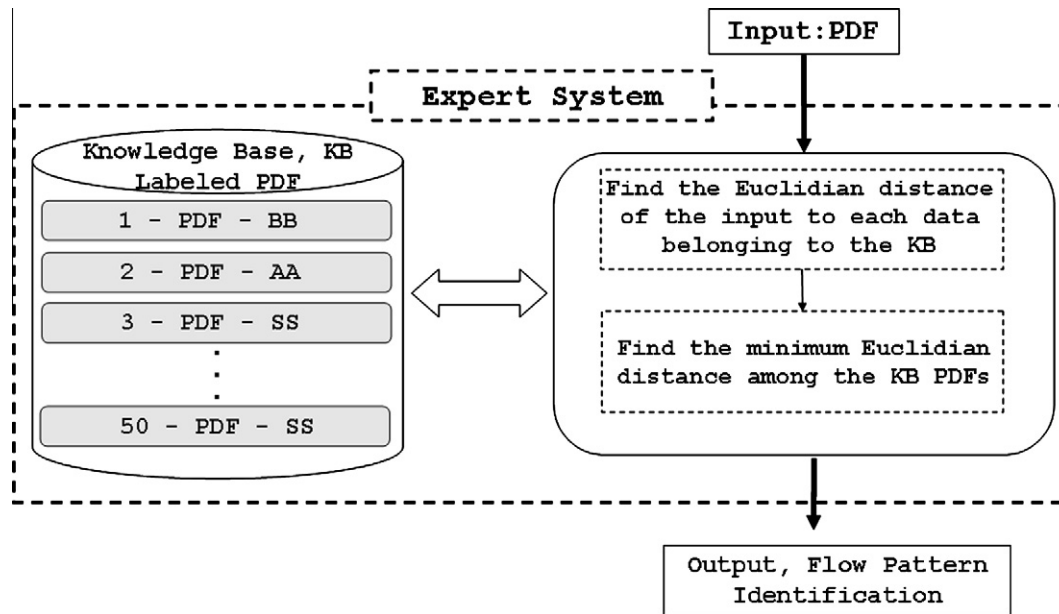 Input:PDF
Expert System
Knowledge Base, KB
Labeled PDF
1 - PDF - BB
2 - PDF - AA
3 - PDF - SS
.
.
.
50 - PDF - SS
Find the Euclidian distance
of the input to each data
belonging to the KB
Find the minimum Euclidian
distance among the KB PDFs
Output, Flow Pattern
Identification